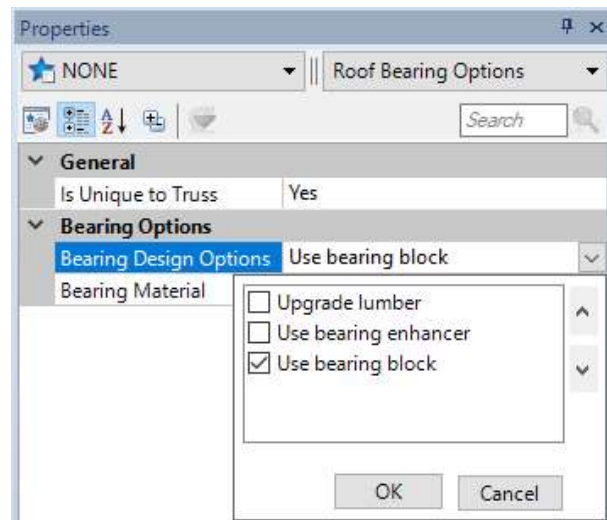 Properties
NONE Roof Bearing Options
Search
General
Is Unique to Truss Yes
Bearing Options
Bearing Design Options Use bearing block
Bearing Material
Upgrade lumber
Use bearing enhancer
Use bearing block
OK Cancel